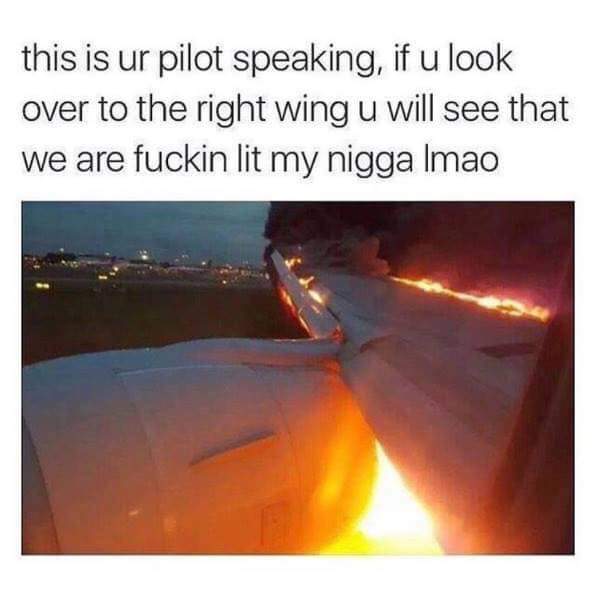 this is ur pilot speaking, if u look
over to the right wing u will see that
we are fuckin lit my nigga lmao